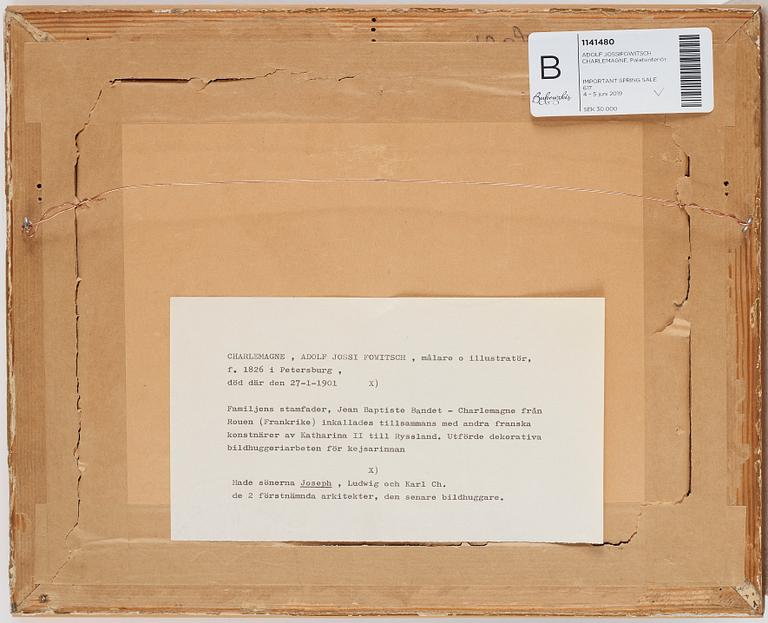 B
Bukowskis
1141480
ADOLF JOSSIFOWITSCH
CHARLEMAGNE, Palatsinteriör.
IMPORTANT SPRING SALE
617
4 – 5 juni 2019
SEK 30.000
CHARLEMAGNE , ADOLF JOSSI FOWITSCH , målare o illustratör,
f. 1826 i Petersburg ,
död där den 27-1-1901 X)
Familjens stamfader, Jean Baptiste Bandet - Charlemagne från
Rouen (Frankrike) inkallades tillsammans med andra franska
konstnärer av Katharina II till Ryssland. Utförde dekorativa
bildhuggeriarbeten för kejsarinnan
X)
Hade sönerna Joseph , Ludwig och Karl Ch.
de 2 förstnämnda arkitekter, den senare bildhuggare.